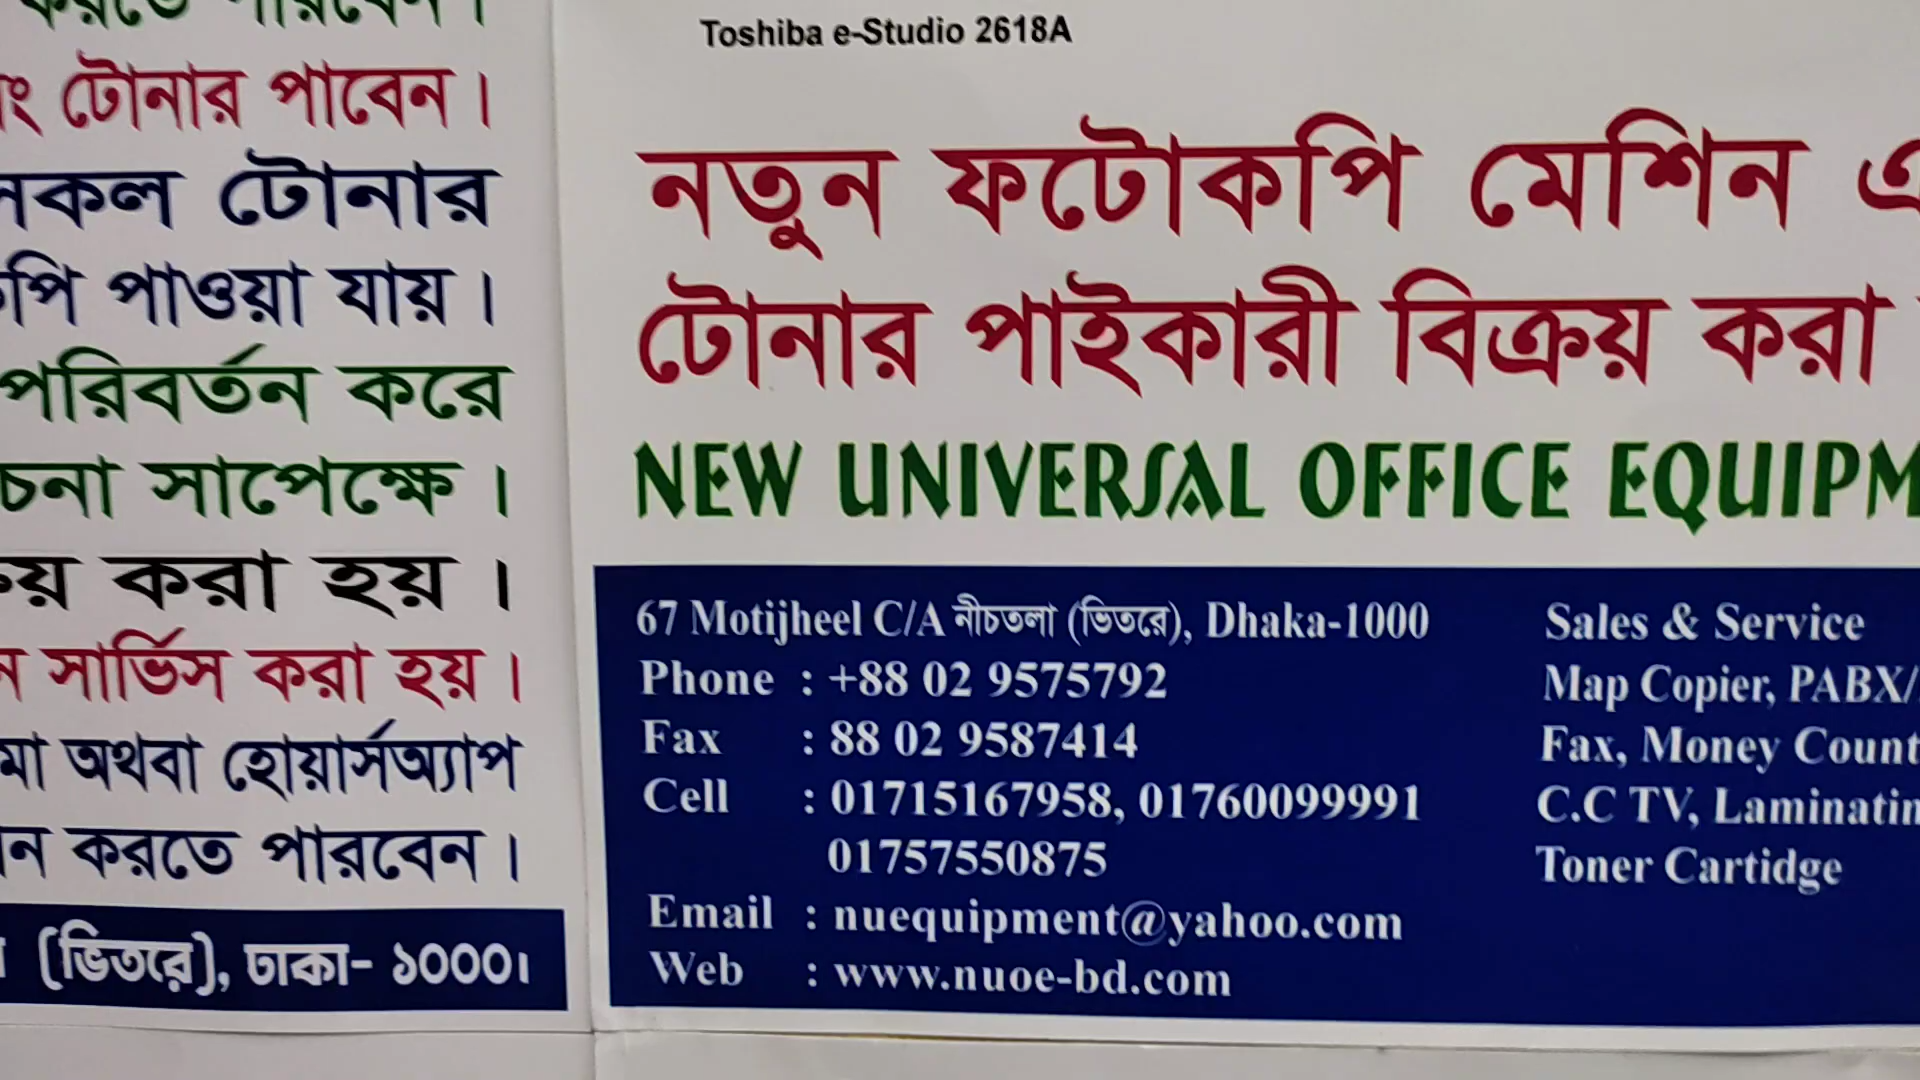 করতে পারবেন।
টোনার পাবেন।
সকল টোনার
পাওয়া যায়।
পরিবর্তন করে
সাপেক্ষে।
করা হয়।
সার্ভিস করা হয়।
অথবা হোয়ার্সঅ্যাপ
করতে পারবেন।
(ভিতরে), ঢাকা- ১০০০।
Toshiba e-Studio 2618A
নতুন ফটোকপি মেশিন এ
টোনার পাইকারী বিক্রয় করা
NEW UNIVERSAL OFFICE EQUIPM
67 Motijheel C/A নীচতলা (ভিতরে), Dhaka-1000
Phone : +88 02 9575792
Fax : 88 02 9587414
Cell : 01715167958, 01760099991
01757550875
Email : nuequipment@yahoo.com
Web : www.nuoe-bd.com
Sales & Service
Map Copier, PABX/
Fax, Money Count
C.C TV, Laminatin
Toner Cartidge